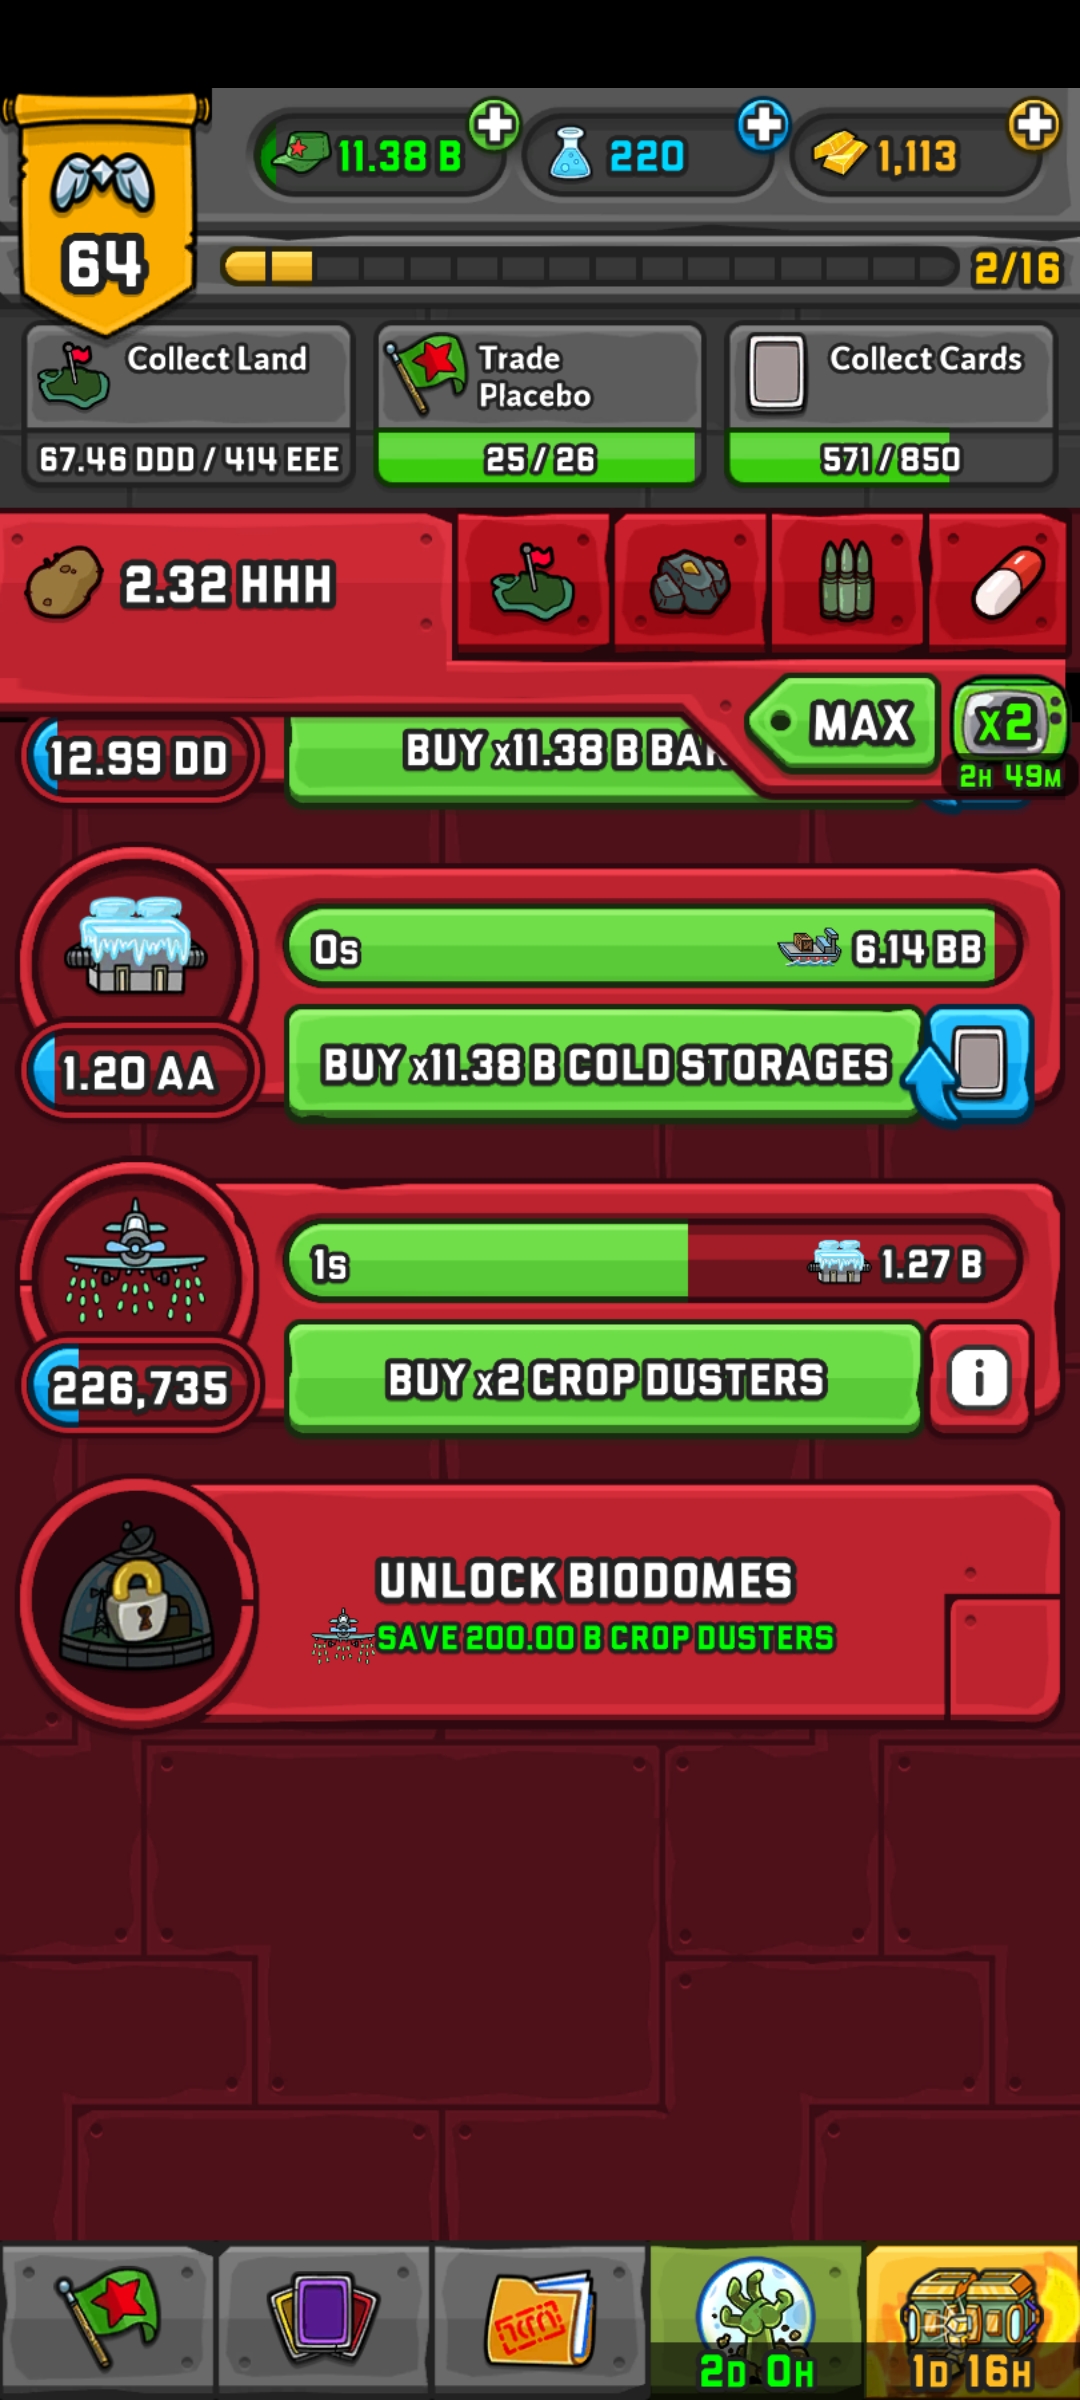 11.38 B
220
1,113
64
2/16
Collect Land
67.46 DDD / 414 EEE
Trade
Placebo
25 / 26
Collect Cards
571 / 850
2.32 HHH
MAX
x2
2H 49M
12.99 DD
BUY x11.38 B
0s
6.14 BB
1.20 AA
BUY x11.38 B COLD STORAGES
1s
1.27 B
226,735
BUY x2 CROP DUSTERS
i
UNLOCK BIODOMES
SAVE 200.00 B CROP DUSTERS
2D 0H
1D 16H